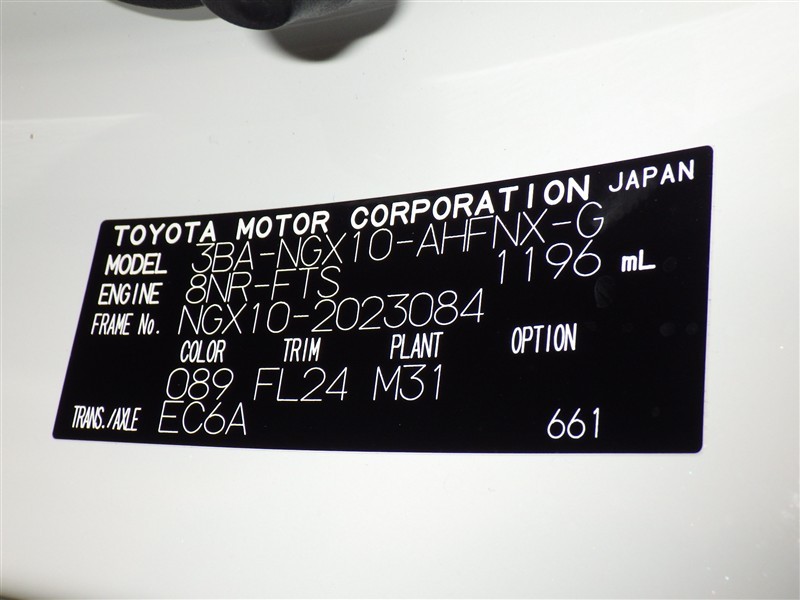 TOYOTA MOTOR CORPORATION JAPAN
MODEL 3BA-NGX10-AHFNX-G
ENGINE 8NR-FTS 1196 mL
FRAME No. NGX10-2023084
COLOR TRIM PLANT OPTION
089 FL24 M31
TRANS./AXLE EC6A 661